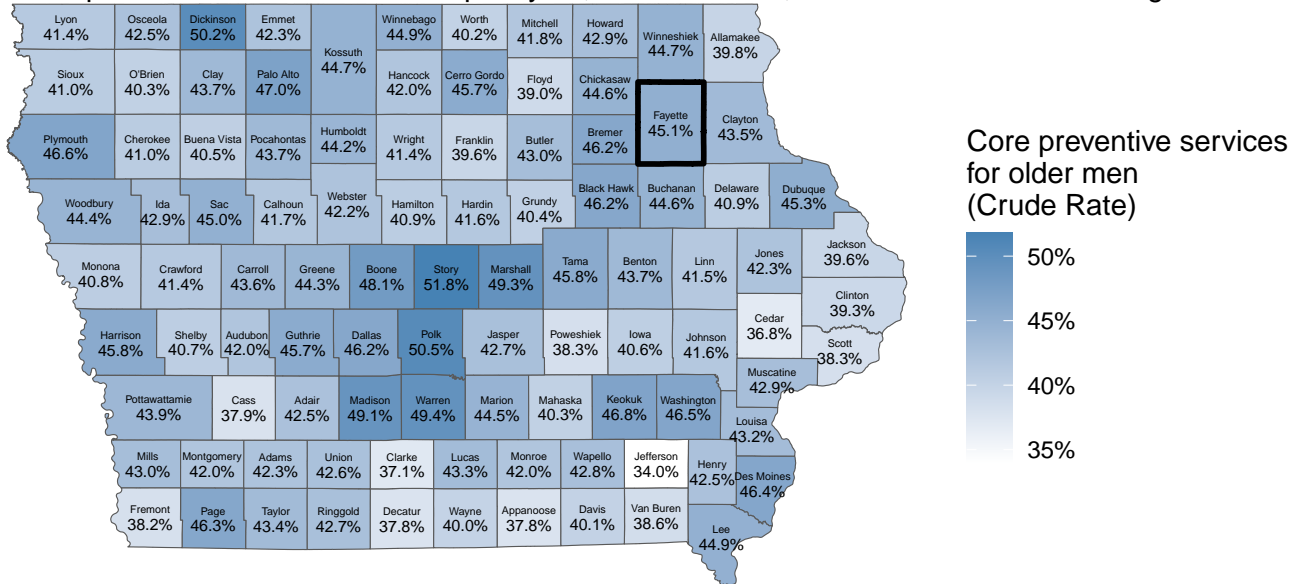 Lyon
41.4%
Osceola
42.5%
Dickinson
50.2%
Emmet
42.3%
Kossuth
44.7%
Winnebago
44.9%
Worth
40.2%
Mitchell
41.8%
Howard
42.9%
Winneshiek
44.7%
Allamakee
39.8%
Sioux
41.0%
O'Brien
40.3%
Clay
43.7%
Palo Alto
47.0%
Hancock
42.0%
Cerro Gordo
45.7%
Floyd
39.0%
Chickasaw
44.6%
Fayette
45.1%
Clayton
43.5%
Plymouth
46.6%
Cherokee
41.0%
Buena Vista
40.5%
Pocahontas
43.7%
Humboldt
44.2%
Wright
41.4%
Franklin
39.6%
Butler
43.0%
Bremer
46.2%
Woodbury
44.4%
Ida
42.9%
Sac
45.0%
Calhoun
41.7%
Webster
42.2%
Hamilton
40.9%
Hardin
41.6%
Grundy
40.4%
Black Hawk
46.2%
Buchanan
44.6%
Delaware
40.9%
Dubuque
45.3%
Monona
40.8%
Crawford
41.4%
Carroll
43.6%
Greene
44.3%
Boone
48.1%
Story
51.8%
Marshall
49.3%
Tama
45.8%
Benton
43.7%
Linn
41.5%
Jones
42.3%
Jackson
39.6%
Clinton
39.3%
Harrison
45.8%
Shelby
40.7%
Audubon
42.0%
Guthrie
45.7%
Dallas
46.2%
Polk
50.5%
Jasper
42.7%
Poweshiek
38.3%
Iowa
40.6%
Johnson
41.6%
Cedar
36.8%
Scott
38.3%
Muscatine
42.9%
Pottawattamie
43.9%
Cass
37.9%
Adair
42.5%
Madison
49.1%
Warren
49.4%
Marion
44.5%
Mahaska
40.3%
Keokuk
46.8%
Washington
46.5%
Louisa
43.2%
Mills
43.0%
Montgomery
42.0%
Adams
42.3%
Union
42.6%
Clarke
37.1%
Lucas
43.3%
Monroe
42.0%
Wapello
42.8%
Jefferson
34.0%
Henry
42.5%
Des Moines
46.4%
Fremont
38.2%
Page
46.3%
Taylor
43.4%
Ringgold
42.7%
Decatur
37.8%
Wayne
40.0%
Appanoose
37.8%
Davis
40.1%
Van Buren
38.6%
Lee
44.9%
Core preventive services
for older men
(Crude Rate)
50%
45%
40%
35%